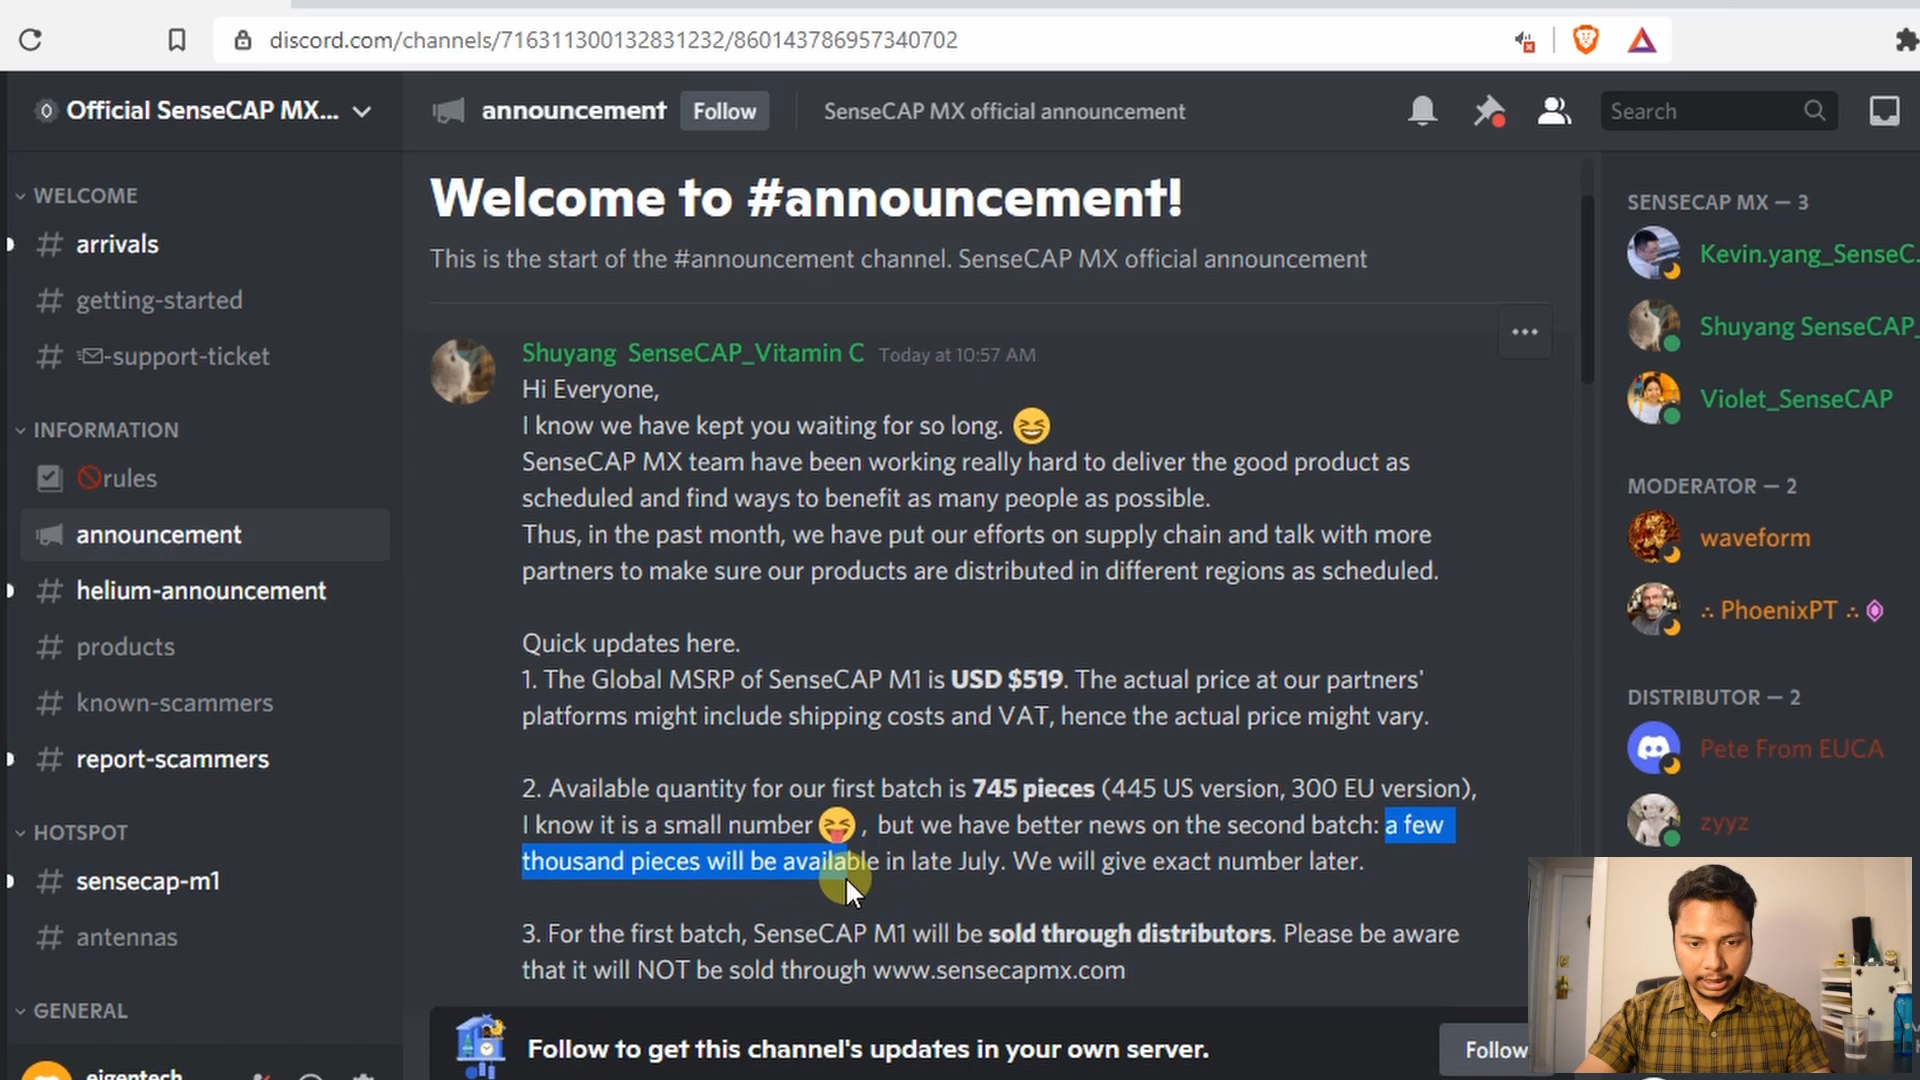 discord.com/channels/716311300132831232/860143786957340702
Official SenseCAP MX...
announcement
Follow
SenseCAP MX official announcement
Search
WELCOME
arrivals
getting-started
-support-ticket
INFORMATION
rules
announcement
helium-announcement
products
known-scammers
report-scammers
HOTSPOT
sensecap-m1
antennas
GENERAL
eigentech
Welcome to #announcement!
This is the start of the #announcement channel. SenseCAP MX official announcement
Shuyang SenseCAP_Vitamin C Today at 10:57 AM
Hi Everyone,
I know we have kept you waiting for so long. 😆
SenseCAP MX team have been working really hard to deliver the good product as
scheduled and find ways to benefit as many people as possible.
Thus, in the past month, we have put our efforts on supply chain and talk with more
partners to make sure our products are distributed in different regions as scheduled.
Quick updates here.
1. The Global MSRP of SenseCAP M1 is USD $519. The actual price at our partners'
platforms might include shipping costs and VAT, hence the actual price might vary.
2. Available quantity for our first batch is 745 pieces (445 US version, 300 EU version),
I know it is a small number 😝, but we have better news on the second batch: a few
thousand pieces will be available in late July. We will give exact number later.
3. For the first batch, SenseCAP M1 will be sold through distributors. Please be aware
that it will NOT be sold through www.sensecapmx.com
Follow to get this channel's updates in your own server.
Follow
SENSECAP MX — 3
Kevin.yang_SenseC.
Shuyang SenseCAP_
Violet_SenseCAP
MODERATOR — 2
waveform
∴ PhoenixPT ∴
DISTRIBUTOR — 2
Pete From EUCA
zyyz